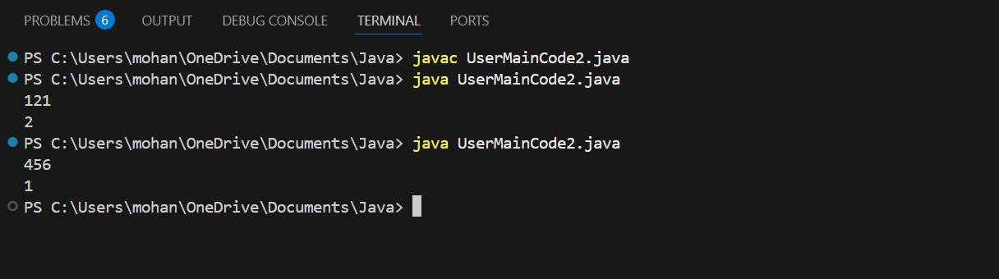 PROBLEMS 6 OUTPUT DEBUG CONSOLE TERMINAL PORTS
PS C:\Users\mohan\OneDrive\Documents\Java> javac UserMainCode2.java
PS C:\Users\mohan\OneDrive\Documents\Java> java UserMainCode2.java
121
2
PS C:\Users\mohan\OneDrive\Documents\Java> java UserMainCode2.java
456
1
PS C:\Users\mohan\OneDrive\Documents\Java>